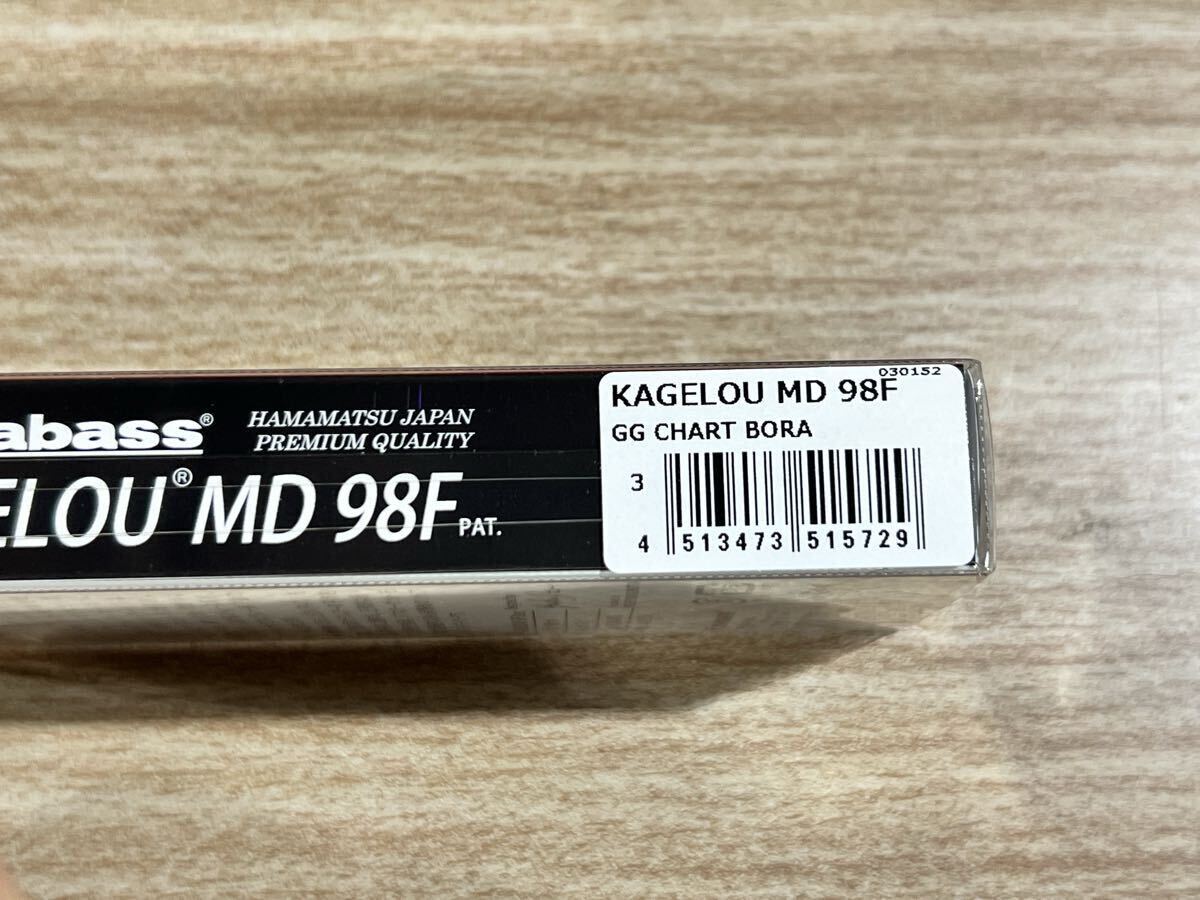 abass® HAMAMATSU JAPAN
PREMIUM QUALITY
ELOU® MD 98F PAT.
030152
KAGELOU MD 98F
GG CHART BORA
3
4 513473 515729